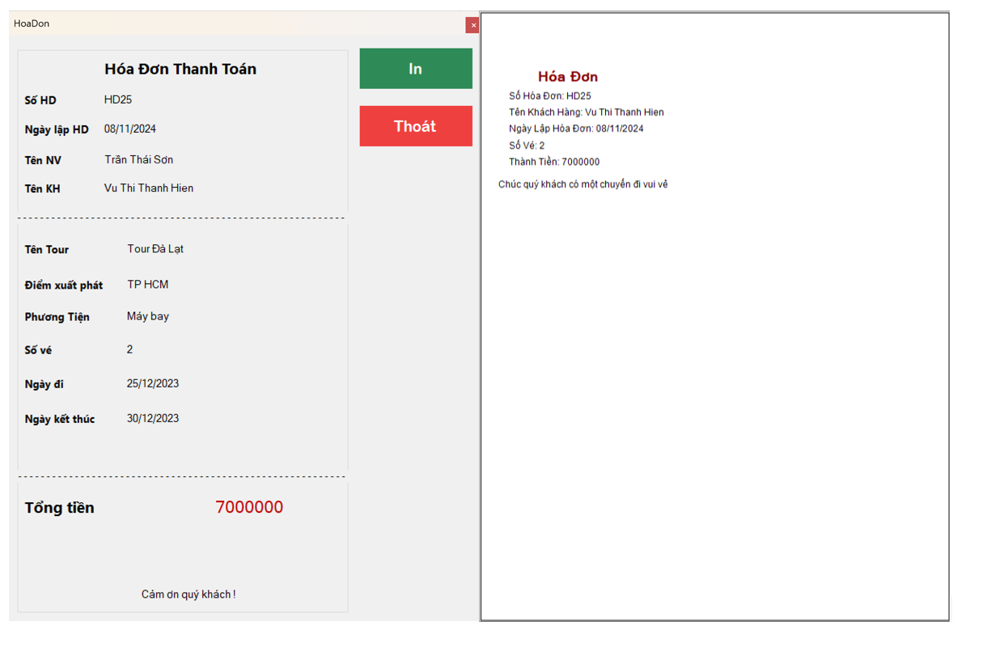 HoaDon
Hóa Đơn Thanh Toán
Số HD HD25
Ngày lập HD 08/11/2024
Tên NV Trần Thái Sơn
Tên KH Vu Thi Thanh Hien
Tên Tour Tour Đà Lạt
Điểm xuất phát TP HCM
Phương Tiện Máy bay
Số vé 2
Ngày đi 25/12/2023
Ngày kết thúc 30/12/2023
Tổng tiền 7000000
Cảm ơn quý khách !
In
Thoát
Hóa Đơn
Số Hóa Đơn: HD25
Tên Khách Hàng: Vu Thi Thanh Hien
Ngày Lập Hóa Đơn: 08/11/2024
Số Vé: 2
Thành Tiền: 7000000
Chúc quý khách có một chuyến đi vui vẻ